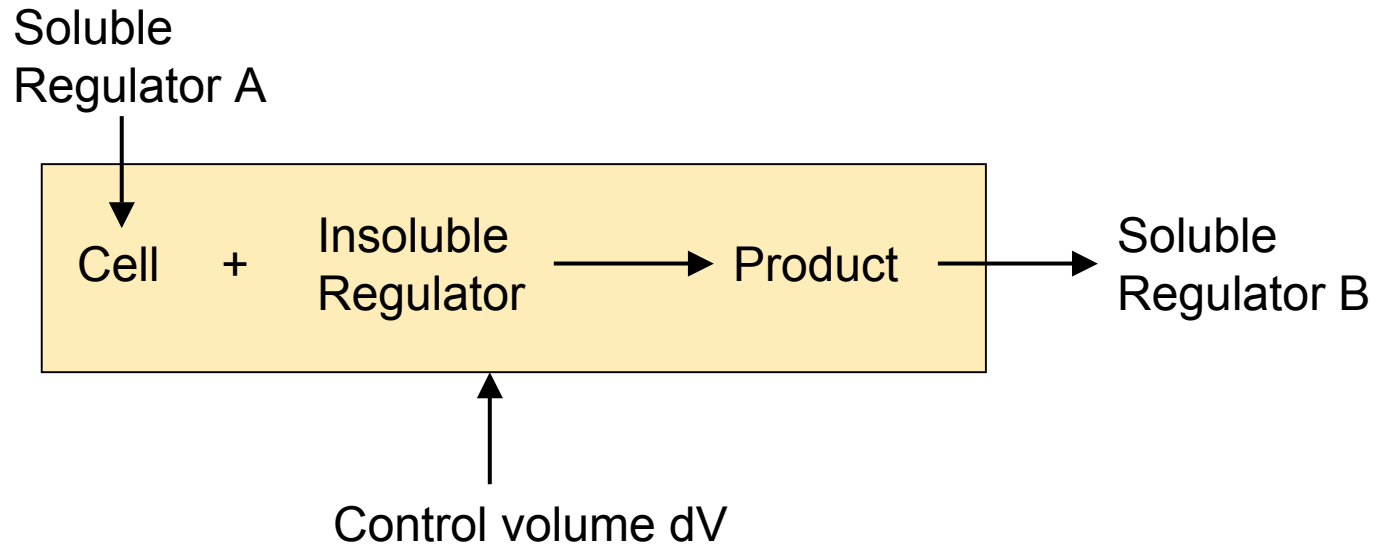 Soluble
Regulator A
Cell + Insoluble
Regulator
Product
Soluble
Regulator B
Control volume dV